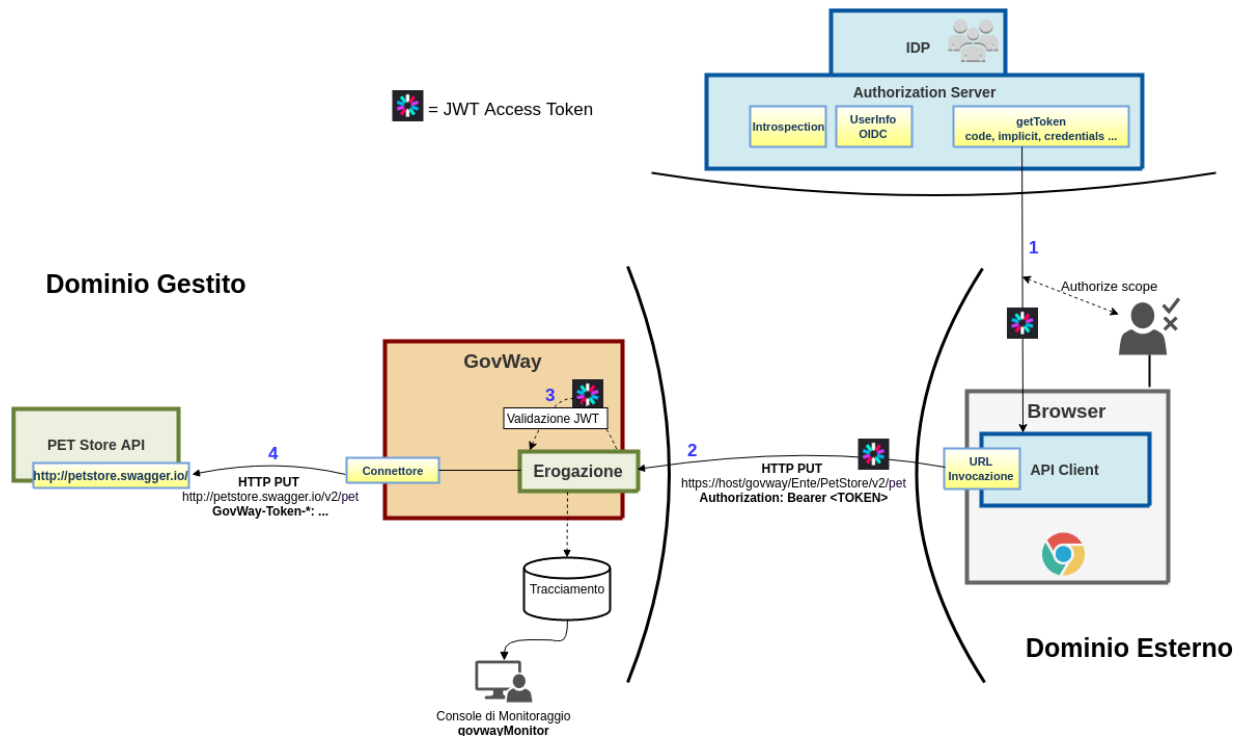 IDP
Authorization Server
Introspection
UserInfo
OIDC
getToken
code, implicit, credentials ...
= JWT Access Token
1
Authorize scope
Dominio Gestito
GovWay
3
Validazione JWT
Erogazione
Connettore
PET Store API
http://petstore.swagger.io/
4
HTTP PUT
http://petstore.swagger.io/v2/pet
GovWay-Token-*: ...
2
HTTP PUT
https://host/govway/Ente/PetStore/v2/pet
Authorization: Bearer <TOKEN>
Browser
URL
Invocazione
API Client
Tracciamento
Console di Monitoraggio
govwayMonitor
Dominio Esterno